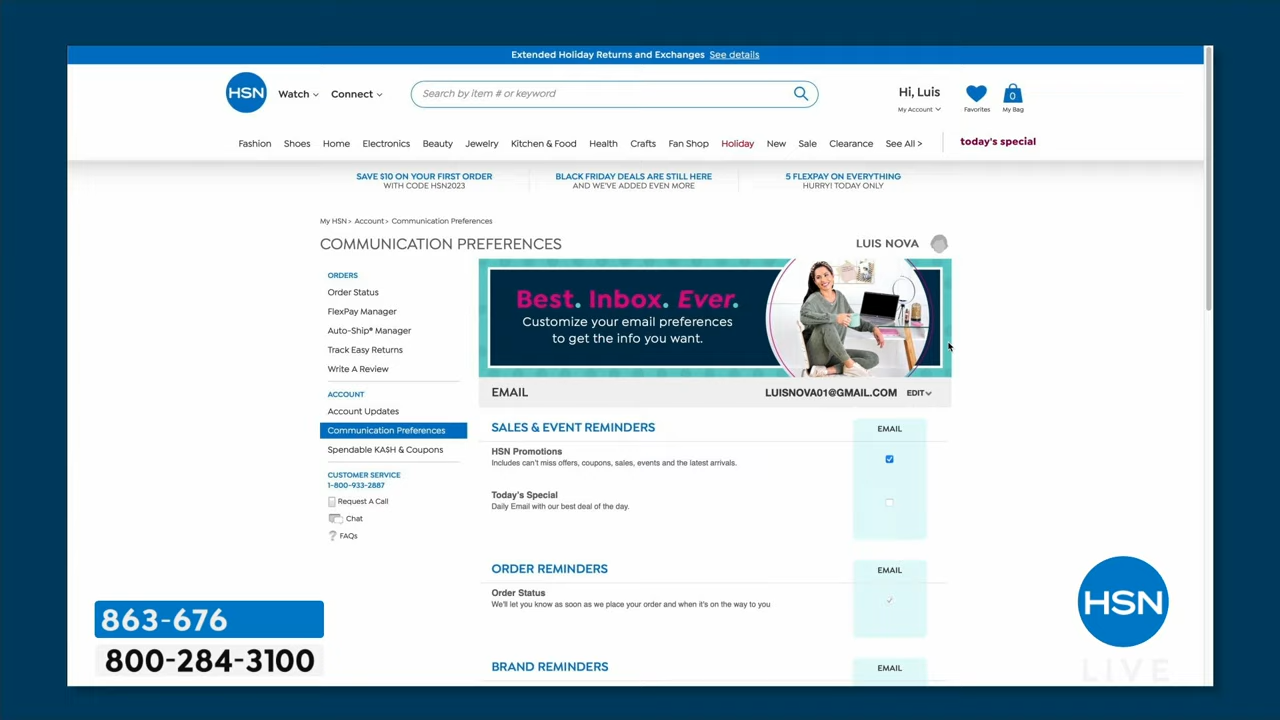 Extended Holiday Returns and Exchanges See details
HSN
Watch
Connect
Search by item # or keyword
Hi, Luis
My Account
Favorites
0
My Bag
Fashion Shoes Home Electronics Beauty Jewelry Kitchen & Food Health Crafts Fan Shop Holiday New Sale Clearance See All > today's special
SAVE $10 ON YOUR FIRST ORDER
WITH CODE HSN2023
BLACK FRIDAY DEALS ARE STILL HERE
AND WE'VE ADDED EVEN MORE
5 FLEXPAY ON EVERYTHING
HURRY! TODAY ONLY
My HSN > Account > Communication Preferences
COMMUNICATION PREFERENCES
LUIS NOVA
ORDERS
Order Status
FlexPay Manager
Auto-Ship® Manager
Track Easy Returns
Write A Review
ACCOUNT
Account Updates
Communication Preferences
Spendable KA$H & Coupons
CUSTOMER SERVICE
1-800-933-2887
Request A Call
Chat
FAQs
Best. Inbox. Ever.
Customize your email preferences
to get the info you want.
EMAIL
LUISNOVA01@GMAIL.COM EDIT
SALES & EVENT REMINDERS
EMAIL
HSN Promotions
Includes can't miss offers, coupons, sales, events and the latest arrivals.
Today's Special
Daily Email with our best deal of the day.
ORDER REMINDERS
EMAIL
Order Status
We'll let you know as soon as we place your order and when it's on the way to you
BRAND REMINDERS
EMAIL
863-676
800-284-3100
HSN
LIVE